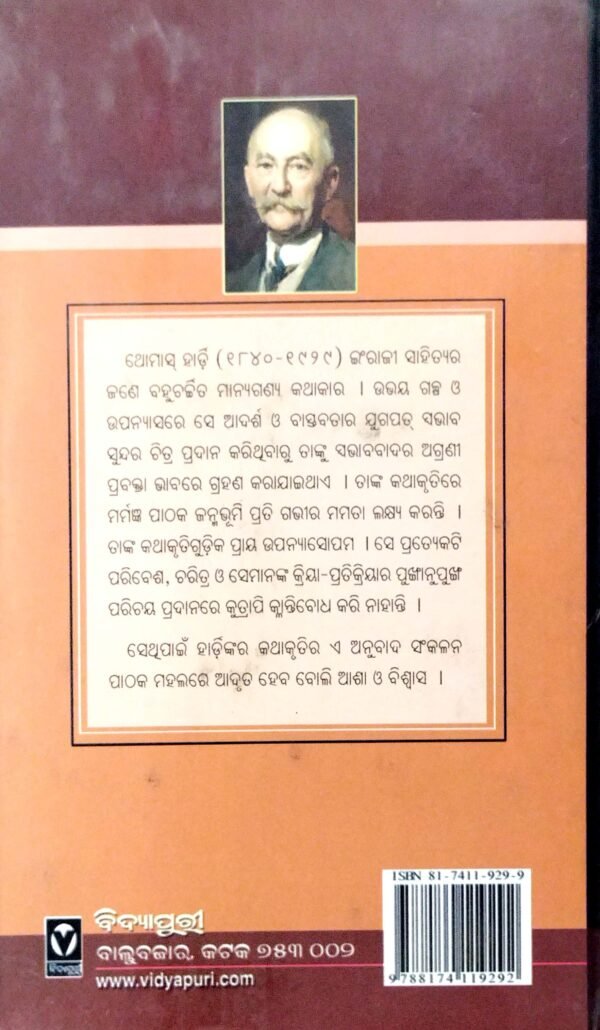 ଥୋମାସ୍ ହାର୍ଡ଼ି (୧୮୪୦-୧୯୨୯) ଇଂରାଜୀ ସାହିତ୍ୟର
ଜଣେ ବହୁଚର୍ଚ୍ଚିତ ମାନ୍ୟଗଣ୍ୟ କଥାକାର । ଉଭୟ ଗଳ୍ପ ଓ
ଉପନ୍ୟାସରେ ସେ ଆଦର୍ଶ ଓ ବାସ୍ତବତାର ଯୁଗପତ୍ ସଭାବ
ସୁନ୍ଦର ଚିତ୍ର ପ୍ରଦାନ କରିଥିବାରୁ ତାଙ୍କୁ ସଭାବବାଦର ଅଗ୍ରଣୀ
ପ୍ରବକ୍ତା ଭାବରେ ଗ୍ରହଣ କରାଯାଇଥାଏ । ତାଙ୍କ କଥାକୃତିରେ
ମର୍ମଜ୍ଞ ପାଠକ ଜନ୍ମଭୂମି ପ୍ରତି ଗଭୀର ମମତା ଲକ୍ଷ୍ୟ କରନ୍ତି ।
ତାଙ୍କ କଥାକୃତିଗୁଡ଼ିକ ପ୍ରାୟ ଉପନ୍ୟାସୋପମ । ସେ ପ୍ରତ୍ୟେକଟି
ପରିବେଶ, ଚରିତ୍ର ଓ ସେମାନଙ୍କ କ୍ରିୟା-ପ୍ରତିକ୍ରିୟାର ପୁଙ୍ଖାନୁପୁଙ୍ଖ
ପରିଚୟ ପ୍ରଦାନରେ କୁତ୍ରାପି କ୍ଳାନ୍ତିବୋଧ କରି ନାହାନ୍ତି ।
ସେଥିପାଇଁ ହାର୍ଡ଼ିଙ୍କର କଥାକୃତିର ଏ ଅନୁବାଦ ସଂକଳନ
ପାଠକ ମହଲରେ ଆଦୃତ ହେବ ବୋଲି ଆଶା ଓ ବିଶ୍ୱାସ ।
ISBN 81-7411-929-9
9788174119292
ବିଦ୍ୟାପୁରୀ
ବାଲୁବଜାର, କଟକ ୭୫୩ ୦୦୨
www.vidyapuri.com
ବିଦ୍ୟାପୁରୀ